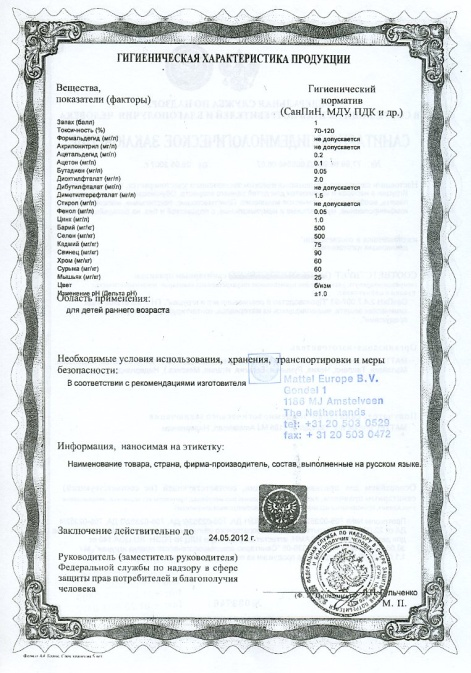 ГИГИЕНИЧЕСКАЯ ХАРАКТЕРИСТИКА ПРОДУКЦИИ
Вещества,
показатели (факторы)
Гигиенический
норматив
(СанПиН, МДУ, ПДК и др.)
Запах (балл) 1
Токсичность (%) 70-120
Формальдегид (мг/л) не допускается
Акрилонитрил (мг/л) не допускается
Ацетальдегид (мг/л) 0.2
Ацетон (мг/л) 0.1
Бутадиен (мг/л) 0.05
Диоктилфталат (мг/л) 2.0
Дибутилфталат (мг/л) не допускается
Диметилтерефталат (мг/л) 1.5
Стирол (мг/л) не допускается
Фенол (мг/л) 0.05
Цинк (мг/л) 1.0
Барий (мг/кг) 500
Селен (мг/кг) 500
Кадмий (мг/кг) 75
Свинец (мг/кг) 90
Хром (мг/кг) 60
Сурьма (мг/кг) 60
Мышьяк (мг/кг) 25
Цвет б/изм
Изменение pH (Дельта pH) ±1.0
Область применения:
для детей раннего возраста
Необходимые условия использования, хранения, транспортировки и меры
безопасности:
В соответствии с рекомендациями изготовителя
Mattel Europe B.V.
Gondel 1
1186 MJ Amstelveen
The Netherlands
tel: +31 20 503 0529
fax: + 31 20 503 0472
Информация, наносимая на этикетку:
Наименование товара, страна, фирма-производитель, состав, выполненные на русском языке.
Заключение действительно до
24.05.2012 г.
Руководитель (заместитель руководителя)
Федеральной службы по надзору в сфере
защиты прав потребителей и благополучия
человека
М. П.